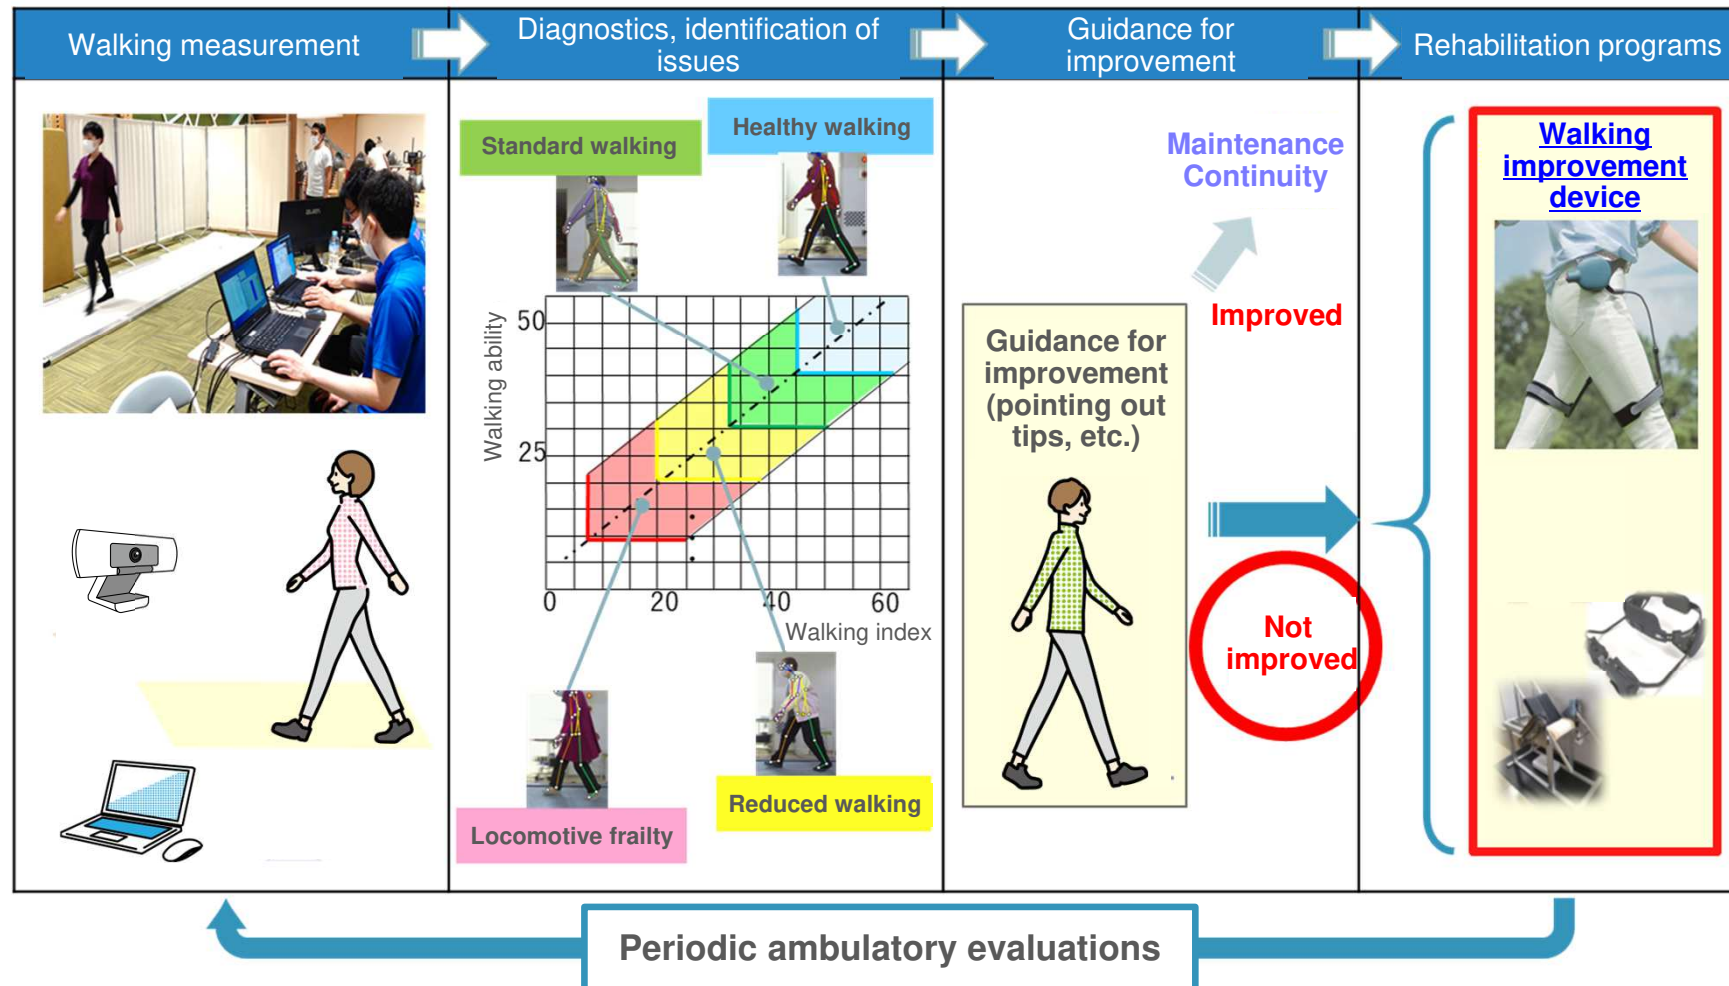 Walking measurement
Diagnostics, identification of
issues
Guidance for
improvement
Rehabilitation programs
Standard walking
Healthy walking
Walking ability
50
25
0
20
40
60
Walking index
Locomotive frailty
Reduced walking
Maintenance
Continuity
Improved
Guidance for
improvement
(pointing out
tips, etc.)
Not
improved
Walking
improvement
device
Periodic ambulatory evaluations